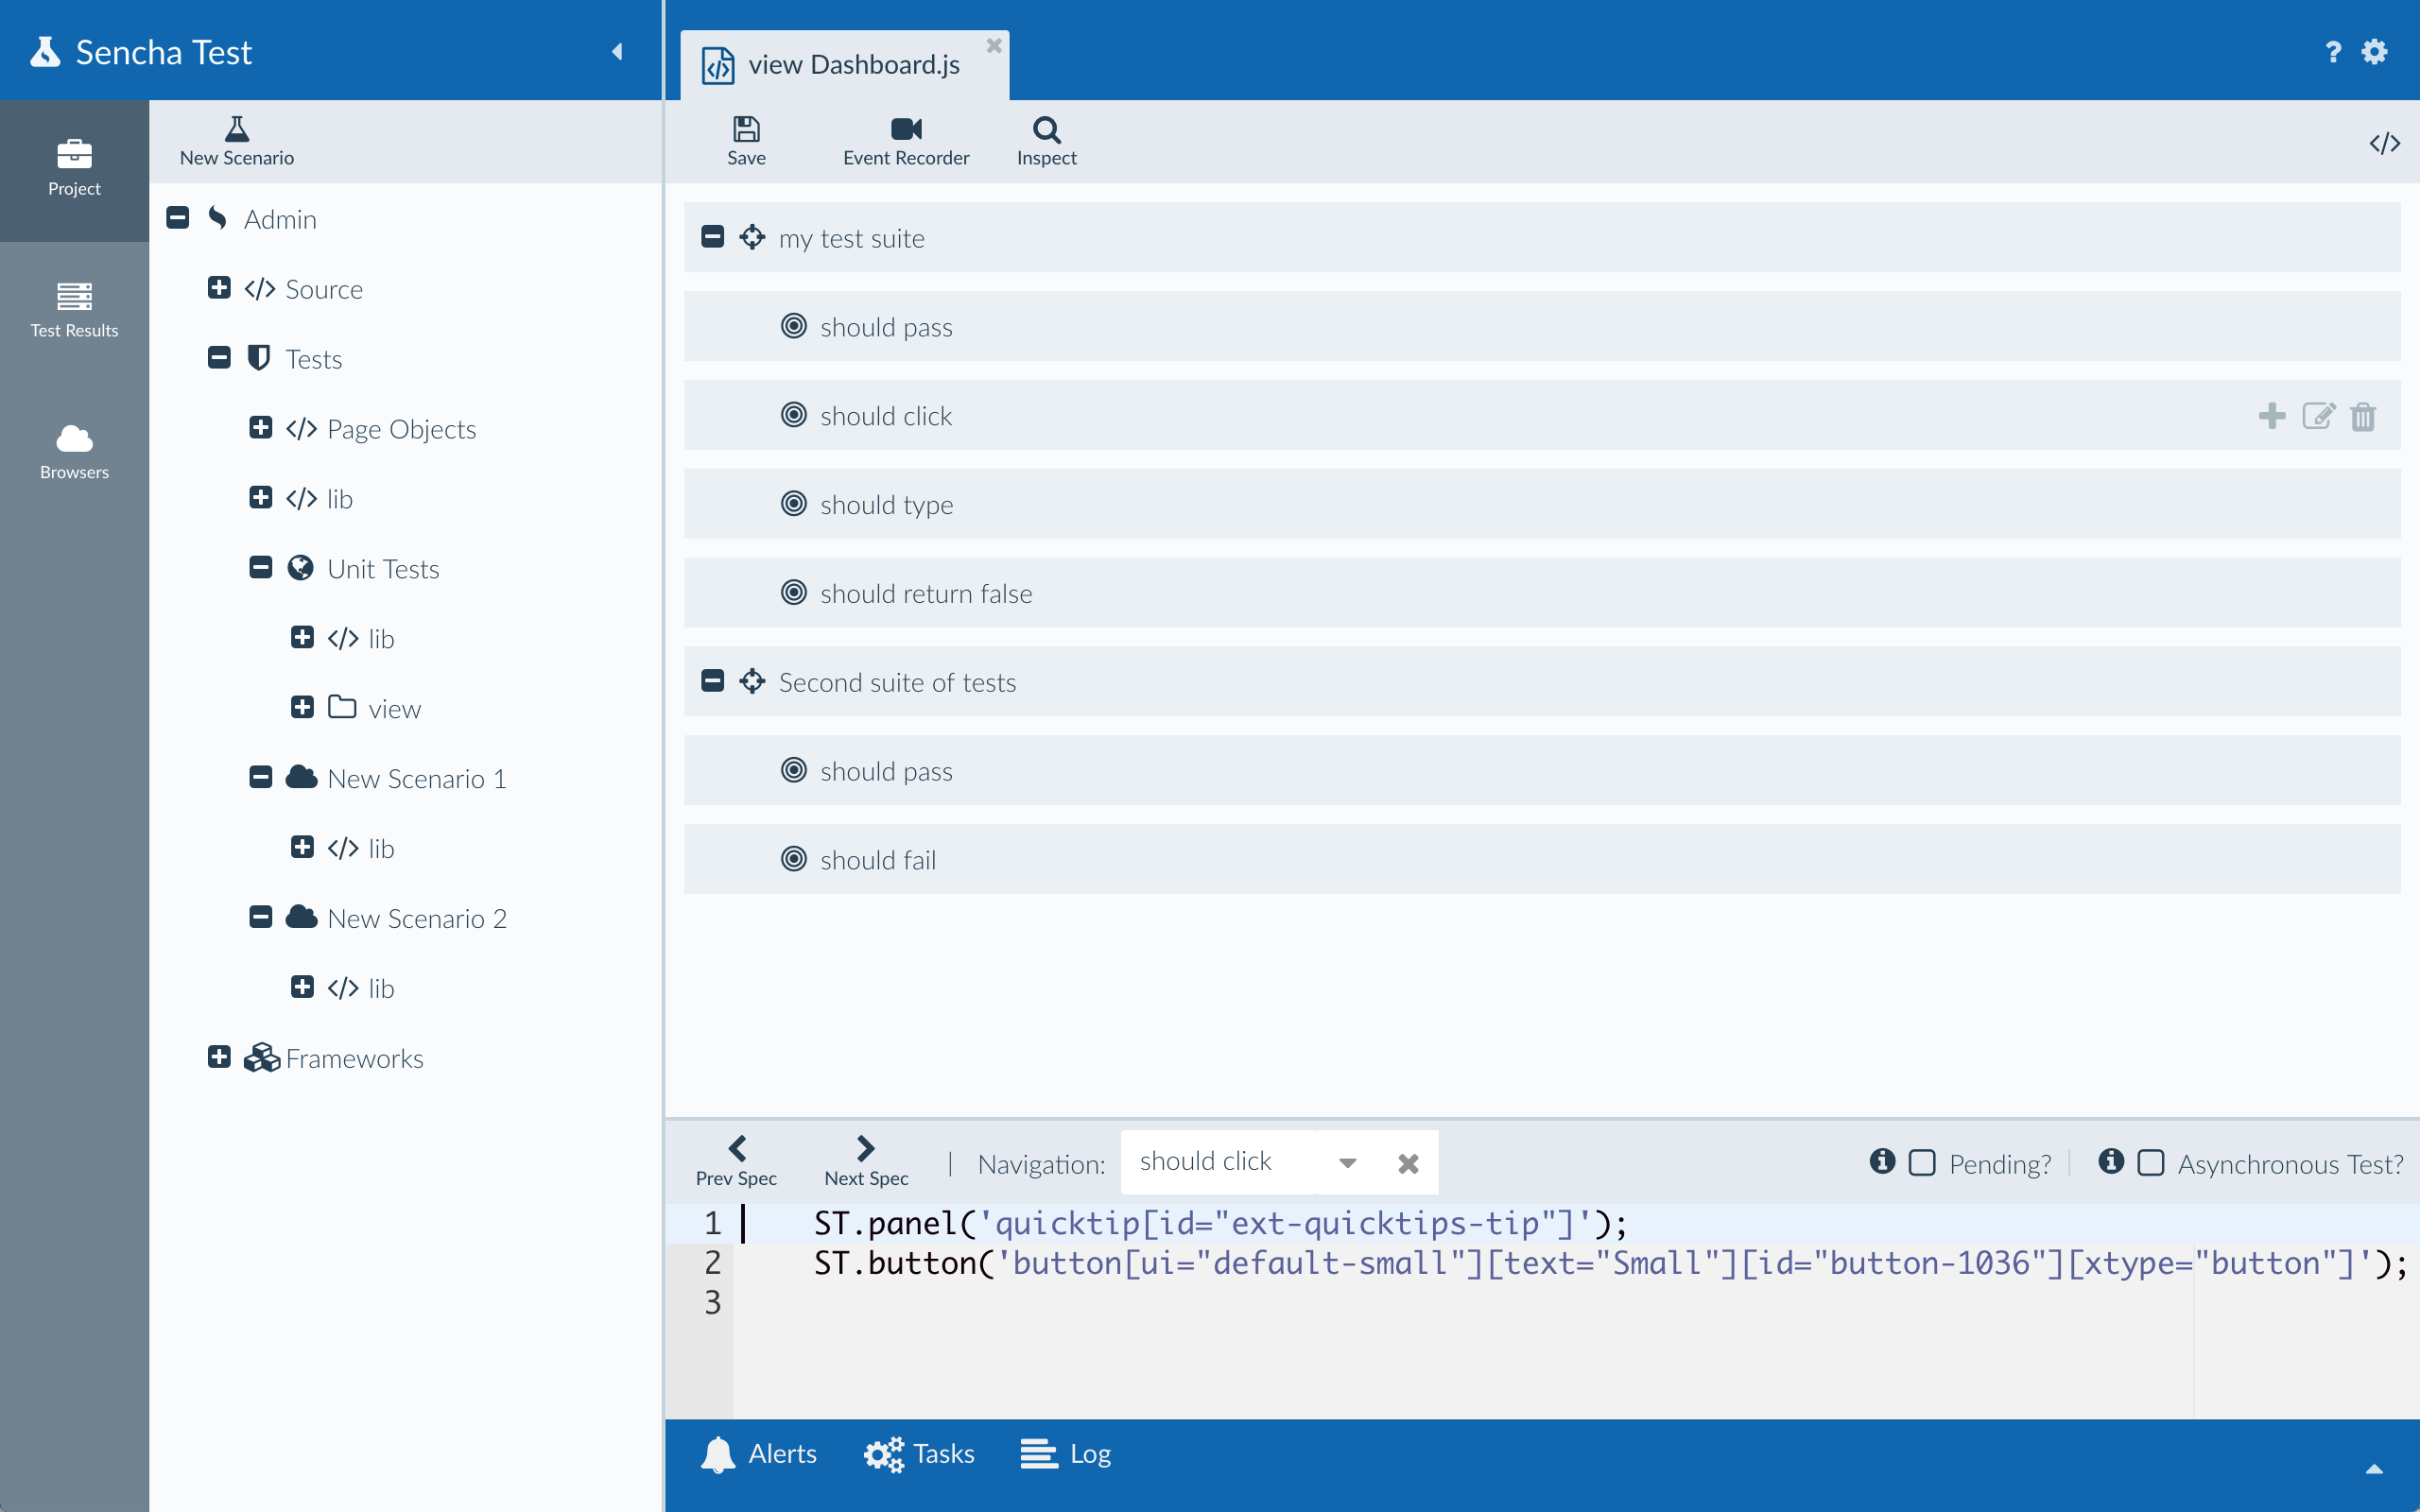 Sencha Test
view Dashboard.js
Project
Test Results
Browsers
New Scenario
Admin
Source
Tests
Page Objects
lib
Unit Tests
lib
view
New Scenario 1
lib
New Scenario 2
lib
Frameworks
Save
Event Recorder
Inspect
my test suite
should pass
should click
should type
should return false
Second suite of tests
should pass
should fail
Prev Spec
Next Spec
Navigation:
should click
Pending?
Asynchronous Test?
1 ST.panel('quicktip[id="ext-quicktips-tip"]');
2 ST.button('button[ui="default-small"][text="Small"][id="button-1036"][xtype="button"]');
3
Alerts
Tasks
Log